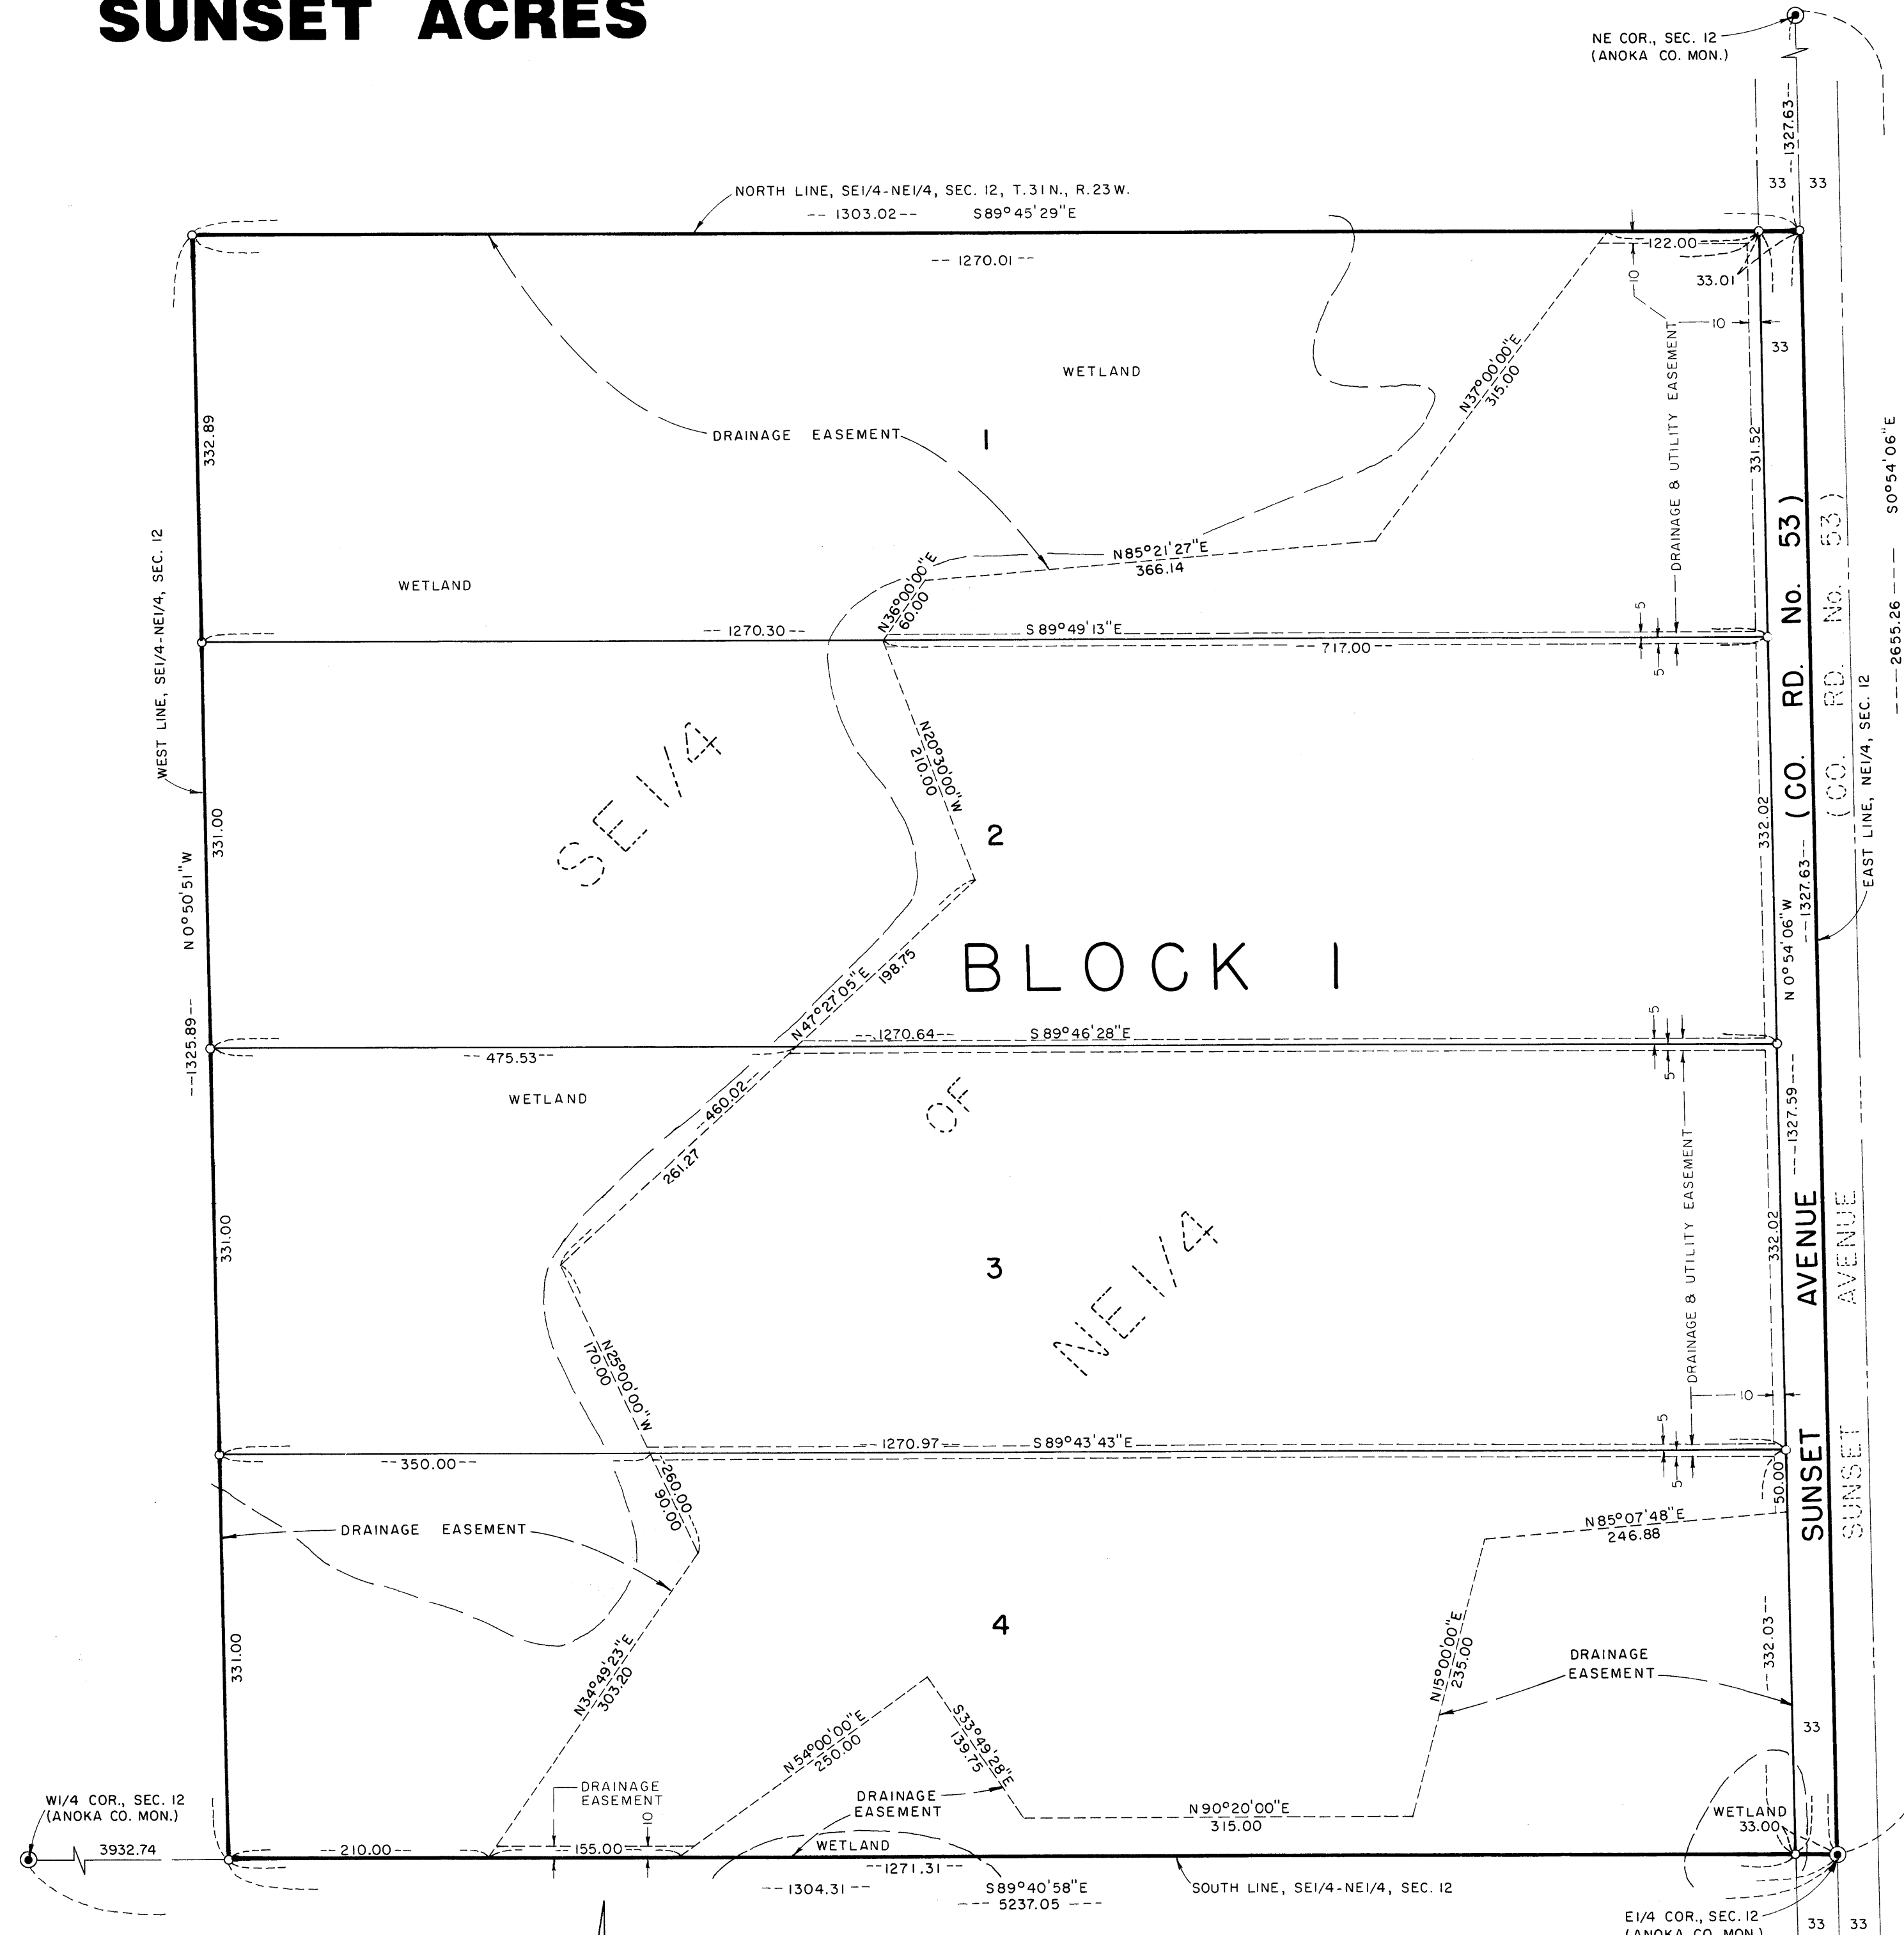 SUNSET ACRES
NE COR., SEC. 12
(ANOKA CO. MON.)
--1327.63--
33
33
NORTH LINE, SE1/4-NE1/4, SEC. 12, T.31N., R.23W.
-- 1303.02--
S89°45'29"E
-- 1270.01 --
122.00
33.01
10
10
33
DRAINAGE & UTILITY EASEMENT
WETLAND
N37°00'00"E
315.00
DRAINAGE EASEMENT
1
332.89
331.52
S0°54'06"E
----2655.26----
WEST LINE, SE1/4-NE1/4, SEC. 12
N85°21'27"E
366.14
WETLAND
N36°00'00"E
60.00
-- 1270.30 --
S89°49'13"E
717.00
5
5
(CO. RD. No. 53)
(CO. RD. No. 53)
EAST LINE, NE1/4, SEC. 12
SE1/4
N20°30'00"W
210.00
2
331.00
332.02
--1327.63--
N0°50'51"W
N0°54'06"W
BLOCK 1
N47°27'05"E
198.75
--1325.89--
--475.53--
--1270.64--
S89°46'28"E
5
5
WETLAND
460.02
261.27
OF
--1327.59---
331.00
3
NE1/4
332.02
DRAINAGE & UTILITY EASEMENT
SUNSET AVENUE
SUNSET AVENUE
N25°00'00"W
170.00
10
--350.00--
--1270.97--
S89°43'43"E
5
5
260.00
90.00
50.00
N85°07'48"E
246.88
DRAINAGE EASEMENT
4
331.00
N34°49'23"E
303.20
N15°00'00"E
235.00
DRAINAGE
EASEMENT
--332.03--
33
N54°00'00"E
250.00
S33°49'28"E
139.75
DRAINAGE
EASEMENT
10
DRAINAGE
EASEMENT
N90°20'00"E
315.00
WETLAND
33.00
W1/4 COR., SEC. 12
(ANOKA CO. MON.)
3932.74
--210.00--
--155.00--
WETLAND
--1271.31--
--1304.31--
S89°40'58"E
--- 5237.05 ---
SOUTH LINE, SE1/4-NE1/4, SEC. 12
E1/4 COR., SEC. 12
(ANOKA CO. MON.)
33
33